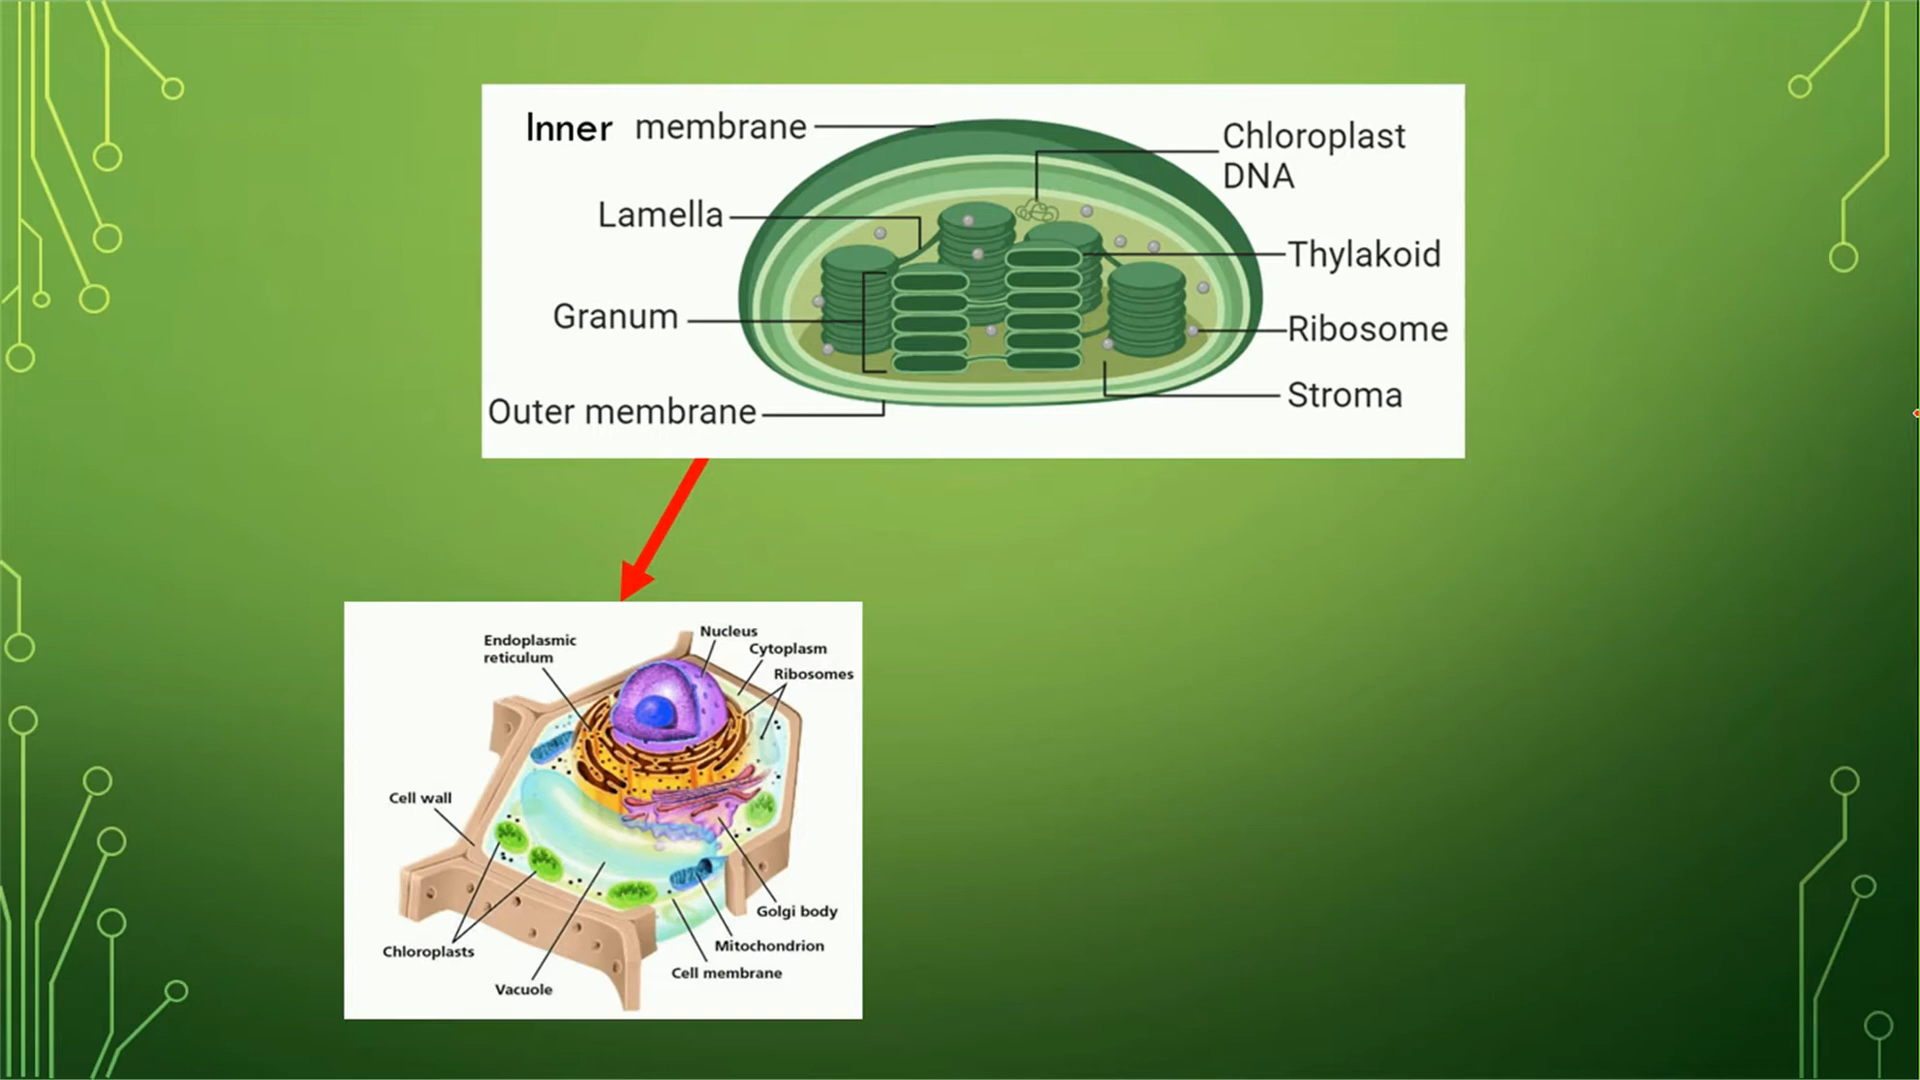 Inner membrane
Chloroplast
DNA
Lamella
Thylakoid
Granum
Ribosome
Stroma
Outer membrane
Nucleus
Endoplasmic
reticulum
Cytoplasm
Ribosomes
Cell wall
Golgi body
Chloroplasts
Mitochondrion
Cell membrane
Vacuole